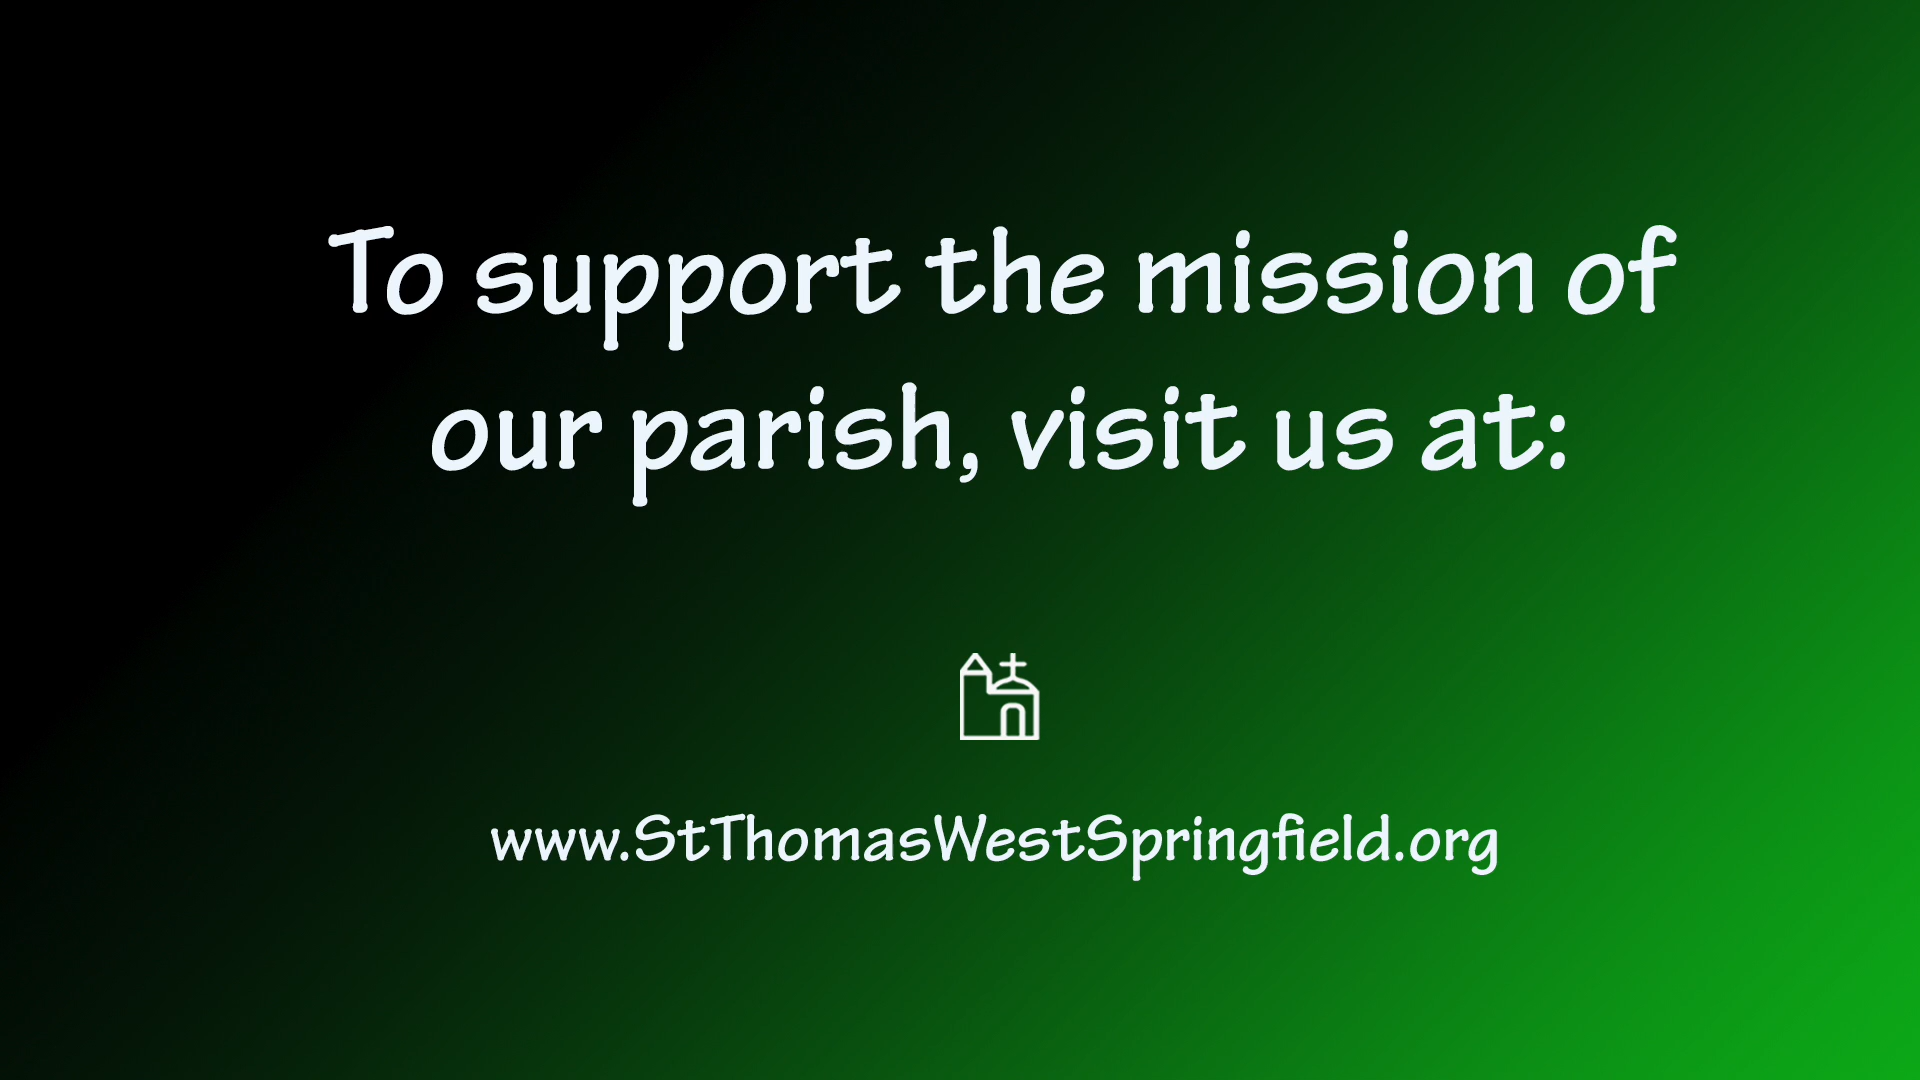 To support the mission of
our parish, visit us at:
www.StThomasWestSpringfield.org